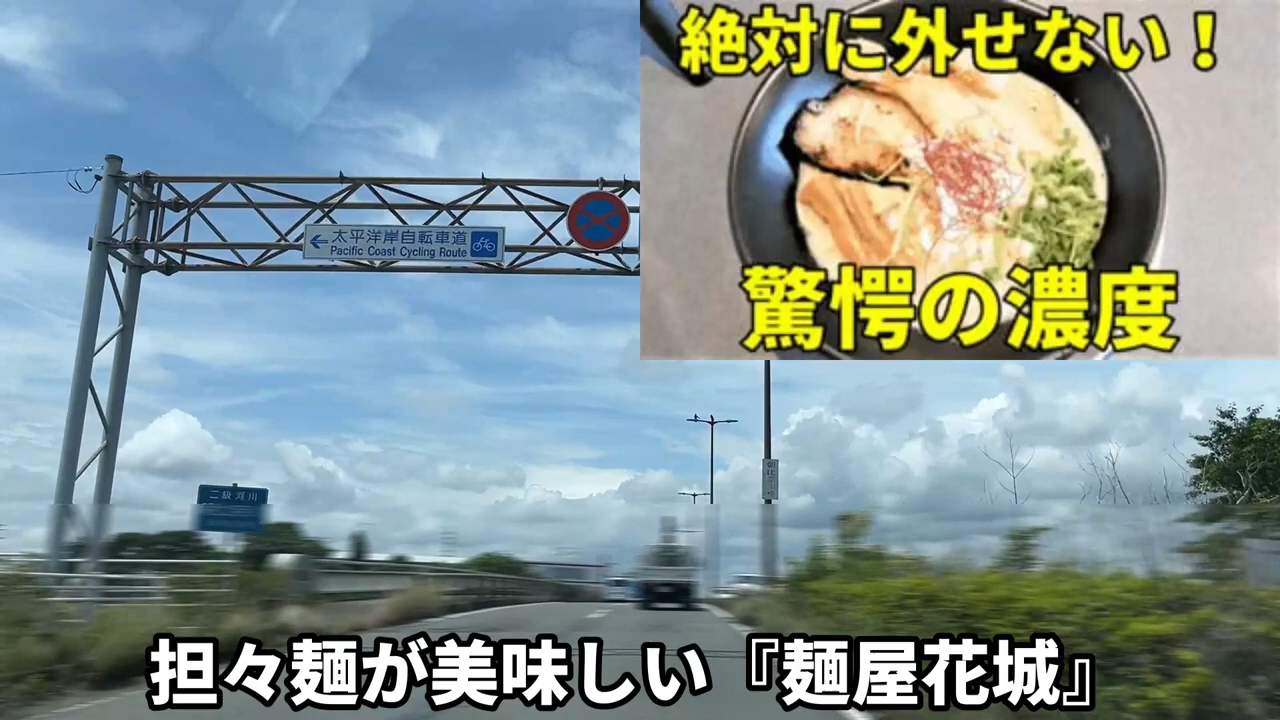 絶対に外せない！
驚愕の濃度
太平洋岸自転車道
Pacific Coast Cycling Route
二級河川
担々麺が美味しい『麺屋花城』